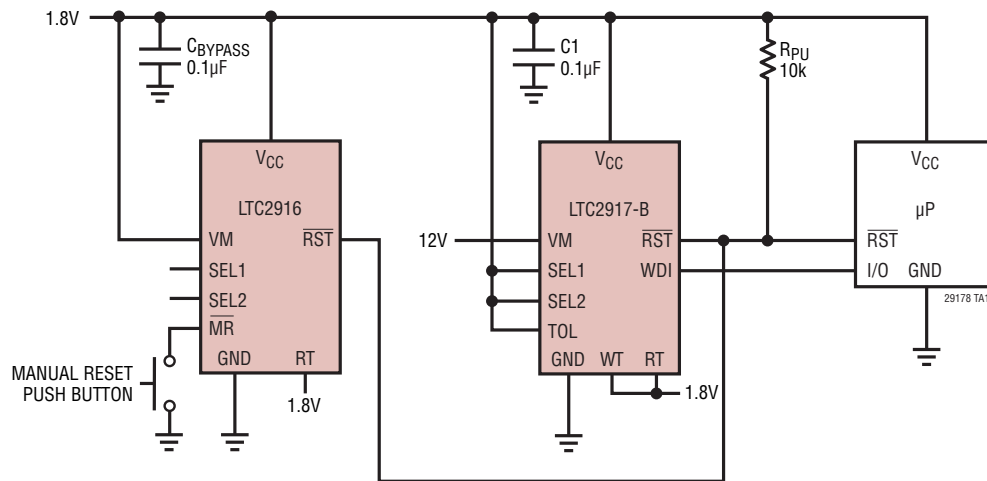 1.8V
CBYPASS
0.1µF
C1
0.1µF
RPU
10k
VCC
LTC2916
VM
RST
SEL1
SEL2
MR
GND
RT
1.8V
MANUAL RESET
PUSH BUTTON
VCC
LTC2917-B
12V
VM
RST
SEL1
WDI
SEL2
TOL
GND
WT
RT
1.8V
VCC
µP
RST
I/O
GND